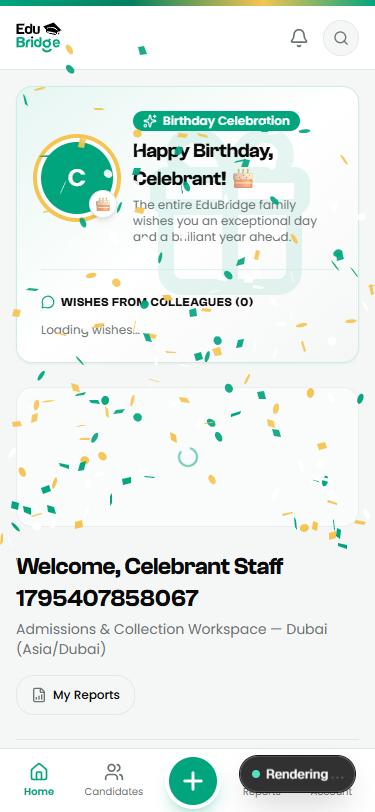 Edu
Bridge
Birthday Celebration
Happy Birthday,
Celebrant! 🎂
C
🎂
The entire EduBridge family
wishes you an exceptional day
and a brilliant year ahead.
WISHES FROM COLLEAGUES (0)
Loading wishes...
Welcome, Celebrant Staff
1795407858067
Admissions & Collection Workspace — Dubai
(Asia/Dubai)
My Reports
Rendering ...
Home
Candidates
Reports
Account